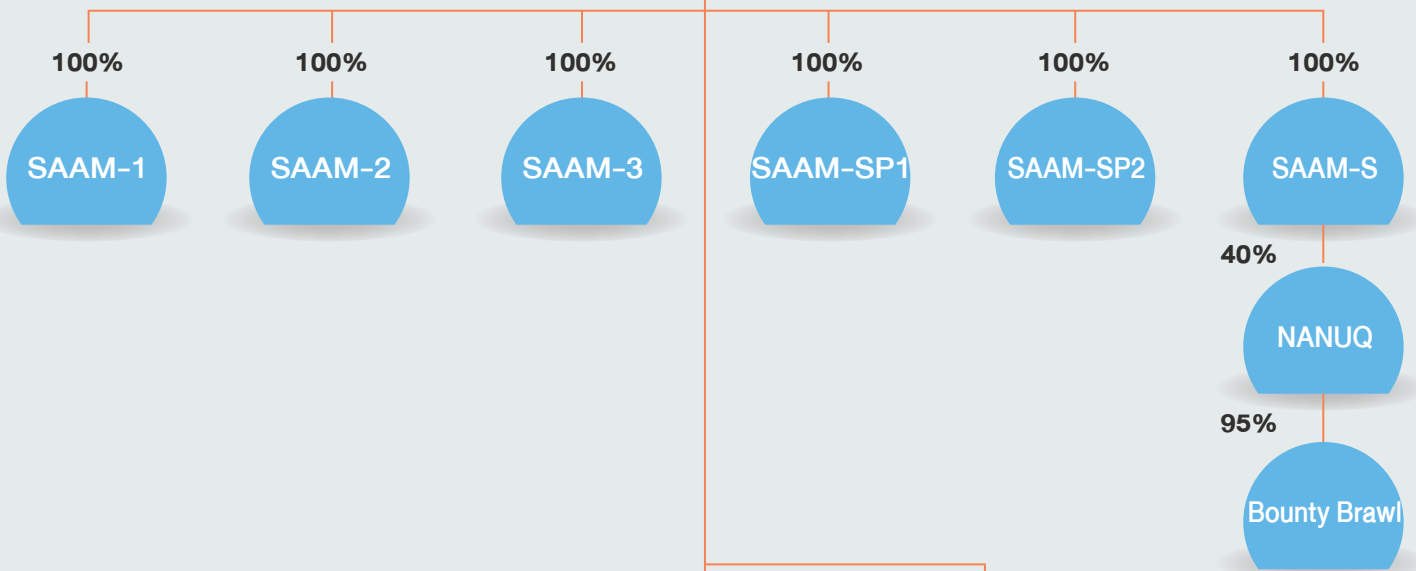 100% 100% 100% 100% 100% 100%
SAAM-1 SAAM-2 SAAM-3 SAAM-SP1 SAAM-SP2 SAAM-S
40%
NANUQ
95%
Bounty Brawl